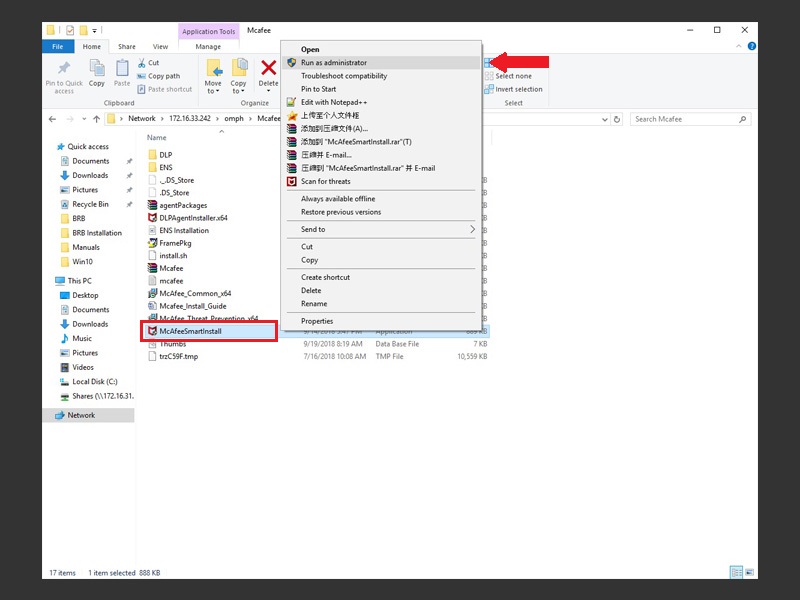 Application Tools
Mcafee
File
Home
Share
View
Manage
Pin to Quick access
Copy
Paste
Cut
Copy path
Paste shortcut
Clipboard
Move to
Copy to
Delete
Organize
Select none
Invert selection
Select
Network > 172.16.33.242 > omph > Mcafee
Search Mcafee
Quick access
Documents
Downloads
Pictures
Recycle Bin
BRB
BRB Installation
Manuals
Win10
This PC
Desktop
Documents
Downloads
Music
Pictures
Videos
Local Disk (C:)
Shares (\\172.16.31.
Network
Name
DLP
ENS
._.DS_Store
.DS_Store
agentPackages
DLPAgentInstaller.x64
ENS Installation
FramePkg
install.sh
Mcafee
mcafee
McAfee_Common_x64
Mcafee_Install_Guide
McAfee_Threat_Prevention_x64
McAfeeSmartInstall
9/14/2018 3:47 PM Application 889 KB
Thumbs 9/19/2018 8:19 AM Data Base File 7 KB
trzC59F.tmp 7/16/2018 10:08 AM TMP File 10,559 KB
Open
Run as administrator
Troubleshoot compatibility
Pin to Start
Edit with Notepad++
上传至个人文件柜
添加到压缩文件(A)...
添加到 "McAfeeSmartInstall.rar"(T)
压缩并 E-mail...
压缩到 "McAfeeSmartInstall.rar" 并 E-mail
Scan for threats
Always available offline
Restore previous versions
Send to
Cut
Copy
Create shortcut
Delete
Rename
Properties
17 items 1 item selected 888 KB